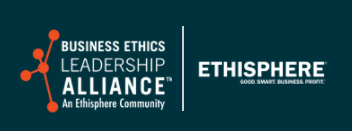 BUSINESS ETHICS
LEADERSHIP
ALLIANCE™
An Ethisphere Community
ETHISPHERE®
GOOD. SMART. BUSINESS. PROFIT.®